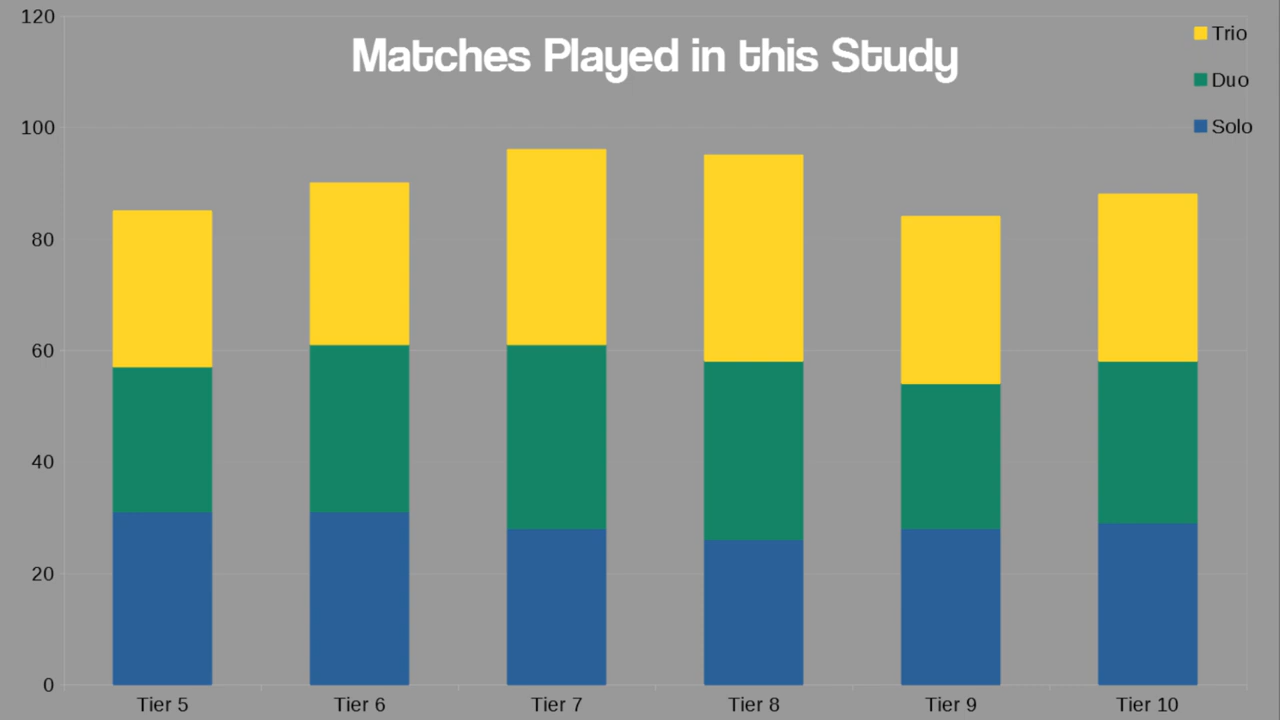 Matches Played in this Study
Trio
Duo
Solo
120
100
80
60
40
20
0
Tier 5 Tier 6 Tier 7 Tier 8 Tier 9 Tier 10